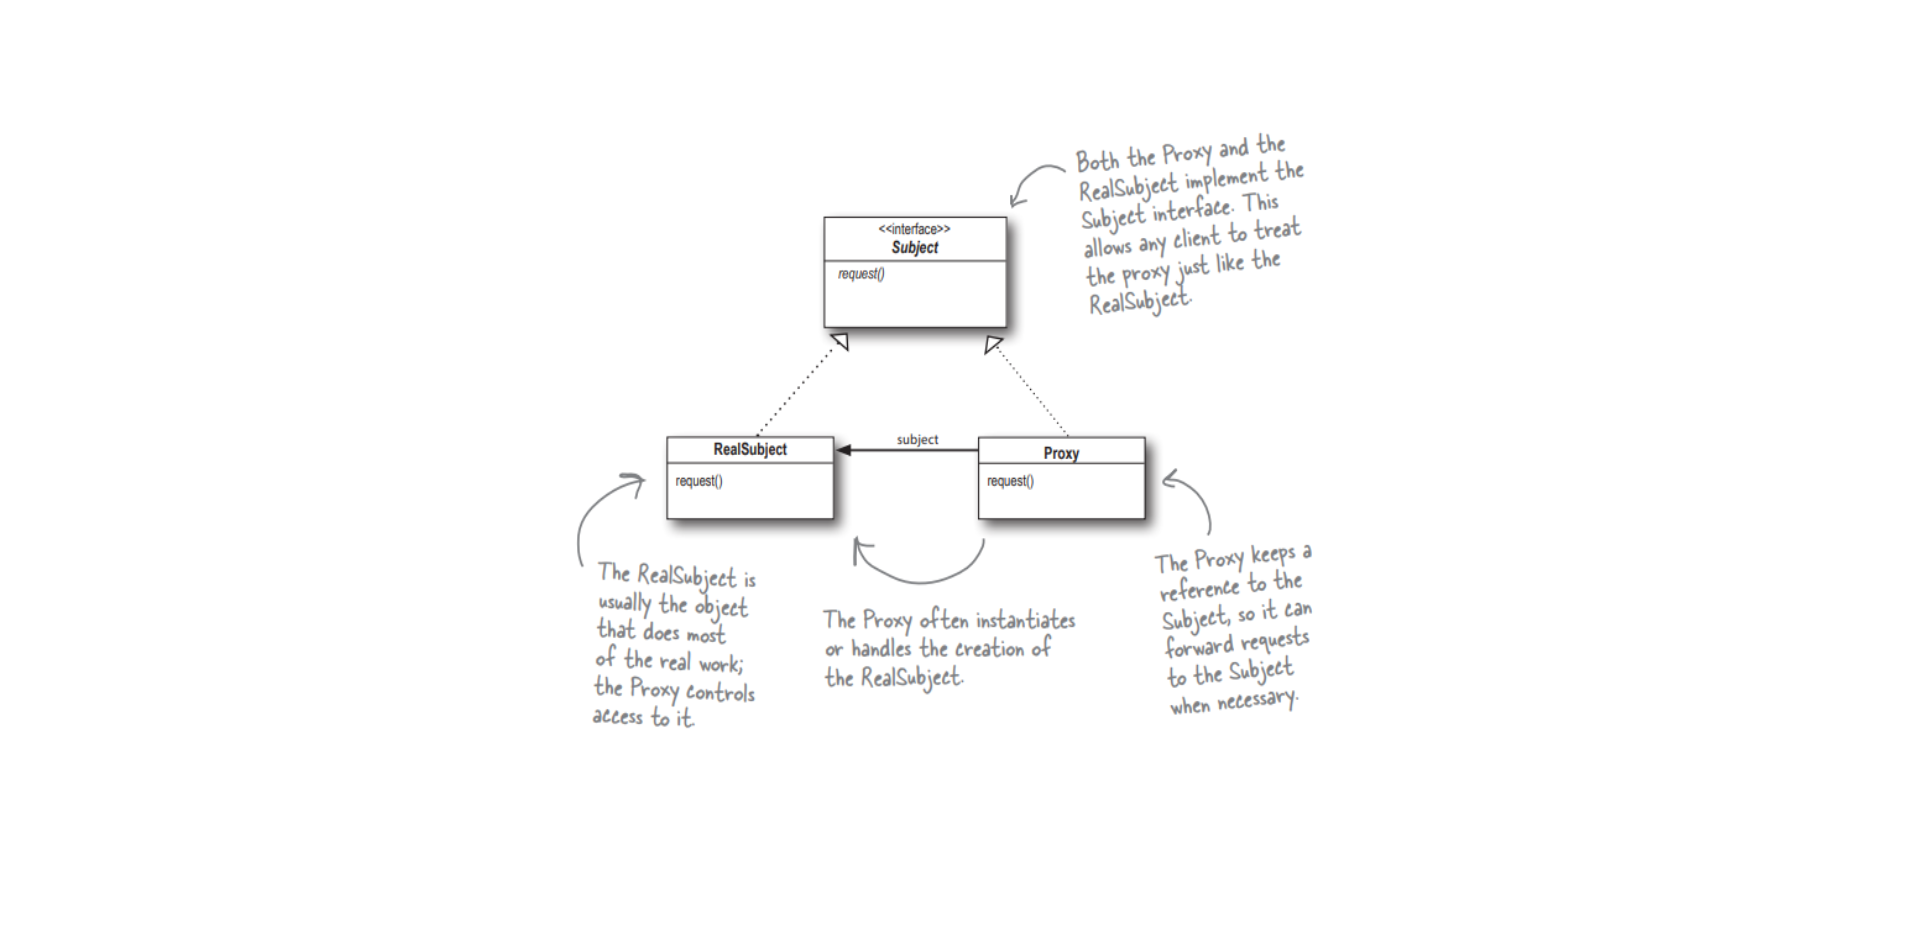 Both the Proxy and the
RealSubject implement the
Subject interface. This
allows any client to treat
the proxy just like the
RealSubject.
<<interface>>
Subject
request()
RealSubject
request()
subject
Proxy
request()
The RealSubject is
usually the object
that does most
of the real work;
the Proxy controls
access to it.
The Proxy often instantiates
or handles the creation of
the RealSubject.
The Proxy keeps a
reference to the
Subject, so it can
forward requests
to the Subject
when necessary.